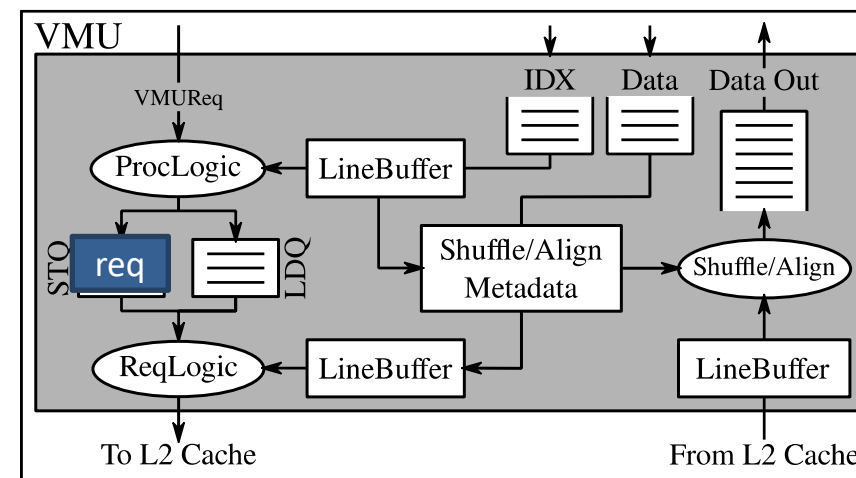 VMU
IDX
Data
Data Out
VMUReq
ProcLogic
LineBuffer
STQ
req
LDQ
Shuffle/Align
Metadata
Shuffle/Align
ReqLogic
LineBuffer
LineBuffer
To L2 Cache
From L2 Cache